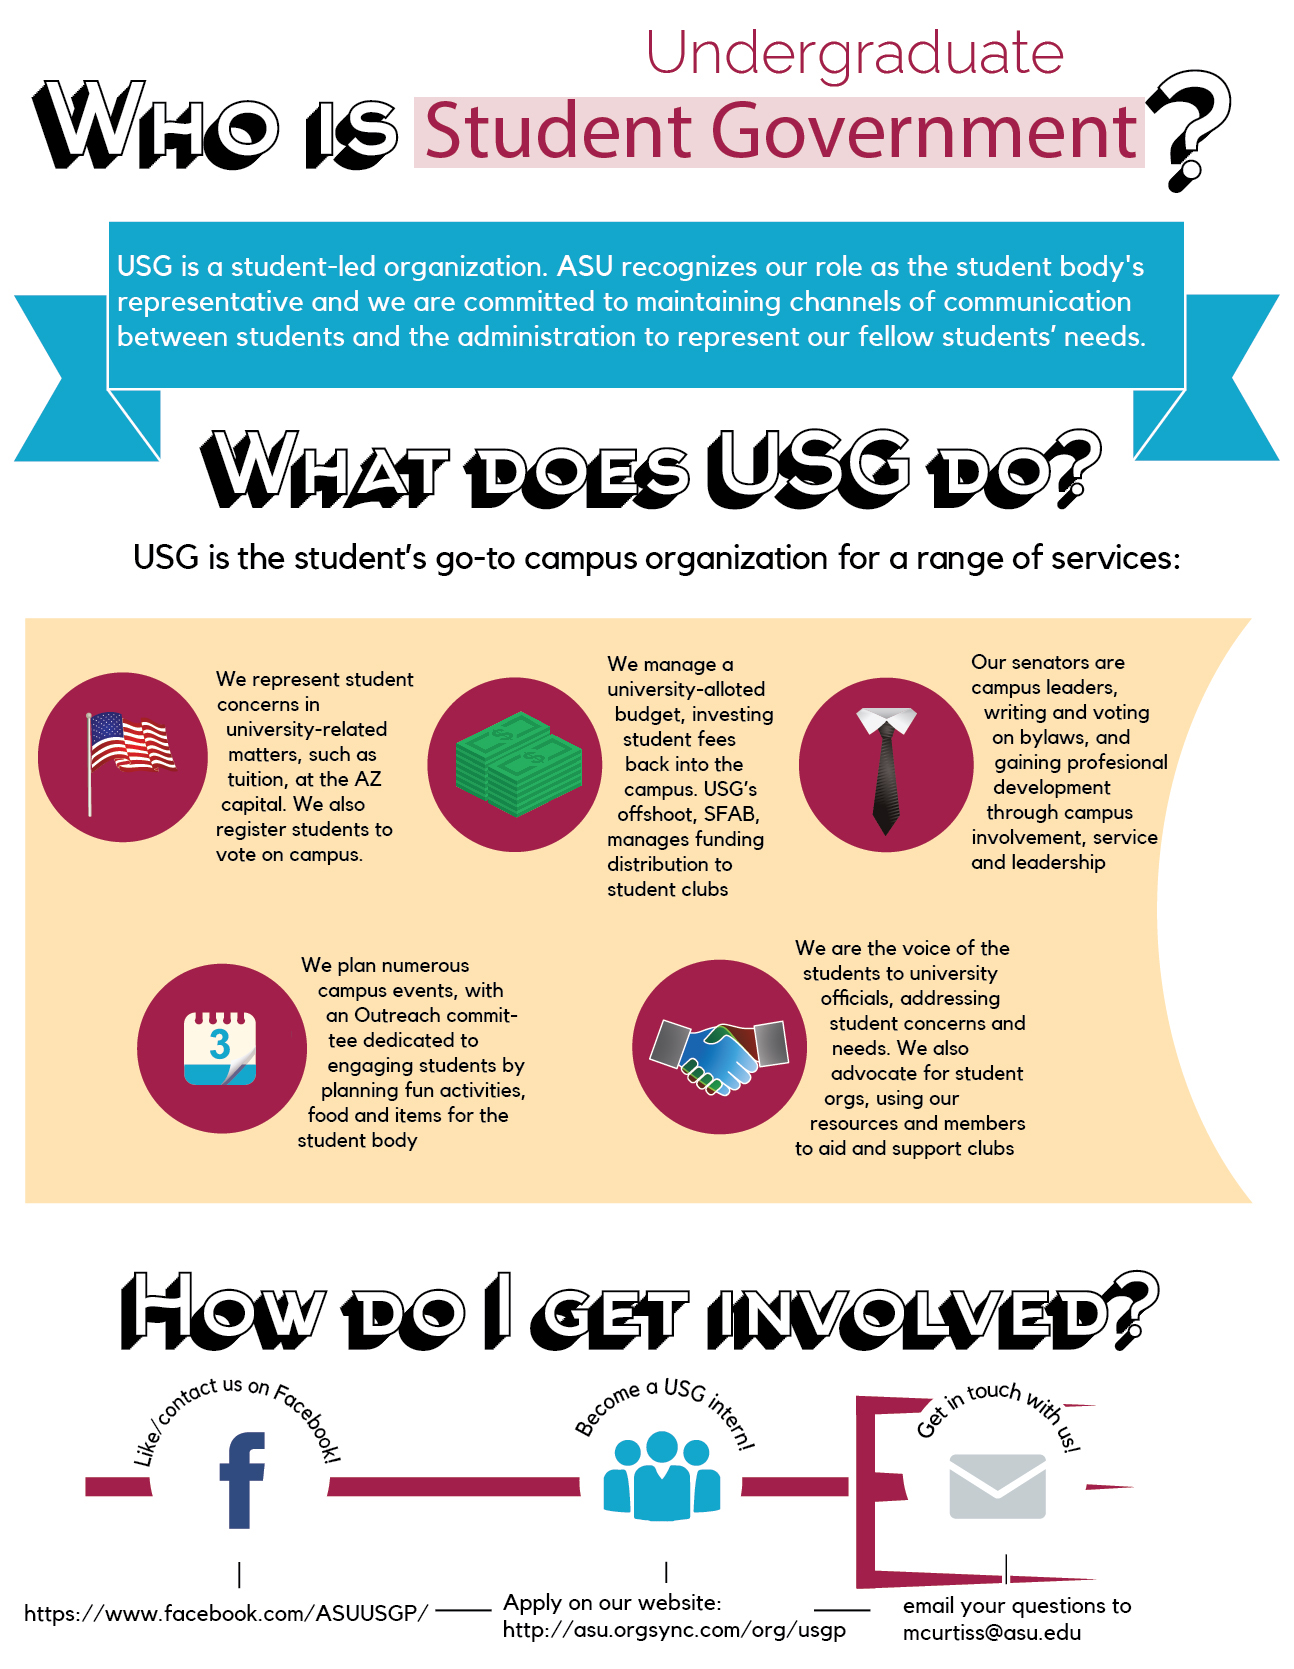 Undergraduate
Who is Student Government?
USG is a student-led organization. ASU recognizes our role as the student body's
representative and we are committed to maintaining channels of communication
between students and the administration to represent our fellow students’ needs.
What does USG do?
USG is the student’s go-to campus organization for a range of services:
We represent student
concerns in
university-related
matters, such as
tuition, at the AZ
capital. We also
register students to
vote on campus.
We manage a
university-alloted
budget, investing
student fees
back into the
campus. USG’s
offshoot, SFAB,
manages funding
distribution to
student clubs
Our senators are
campus leaders,
writing and voting
on bylaws, and
gaining profesional
development
through campus
involvement, service
and leadership
3
We plan numerous
campus events, with
an Outreach commit-
tee dedicated to
engaging students by
planning fun activities,
food and items for the
student body
We are the voice of the
students to university
officials, addressing
student concerns and
needs. We also
advocate for student
orgs, using our
resources and members
to aid and support clubs
How do I get involved?
Like/contact us on Facebook!
f
https://www.facebook.com/ASUUSGP/
Become a USG intern!
Apply on our website:
http://asu.orgsync.com/org/usgp
Get in touch with us!
email your questions to
mcurtiss@asu.edu